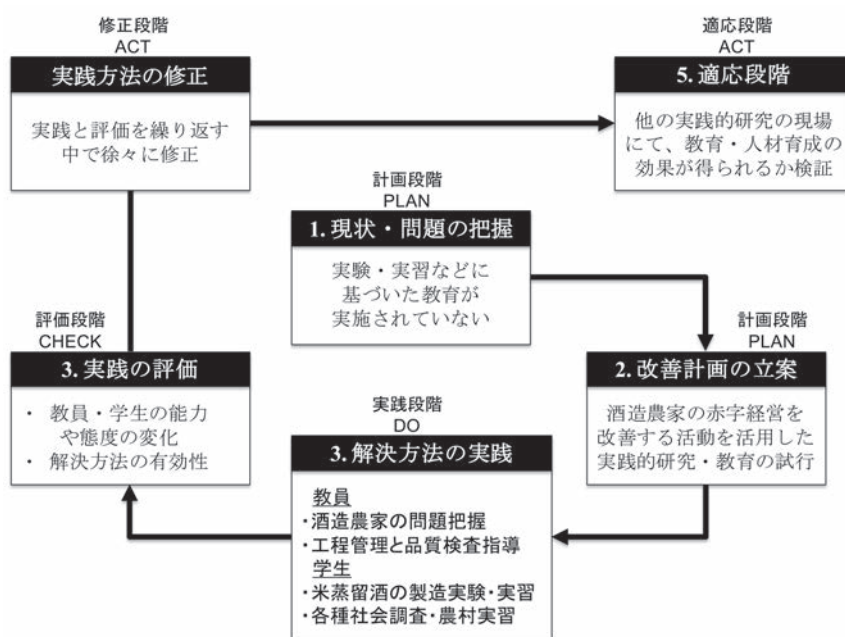 修正段階
ACT
実践方法の修正
実践と評価を繰り返す
中で徐々に修正
適応段階
ACT
5. 適応段階
他の実践的研究の現場
にて、教育・人材育成の
効果が得られるか検証
計画段階
PLAN
1. 現状・問題の把握
実験・実習などに
基づいた教育が
実施されていない
計画段階
PLAN
2. 改善計画の立案
酒造農家の赤字経営を
改善する活動を活用した
実践的研究・教育の試行
実践段階
DO
3. 解決方法の実践
教員
・酒造農家の問題把握
・工程管理と品質検査指導
学生
・米蒸留酒の製造実験・実習
・各種社会調査・農村実習
評価段階
CHECK
3. 実践の評価
・ 教員・学生の能力
や態度の変化
・ 解決方法の有効性